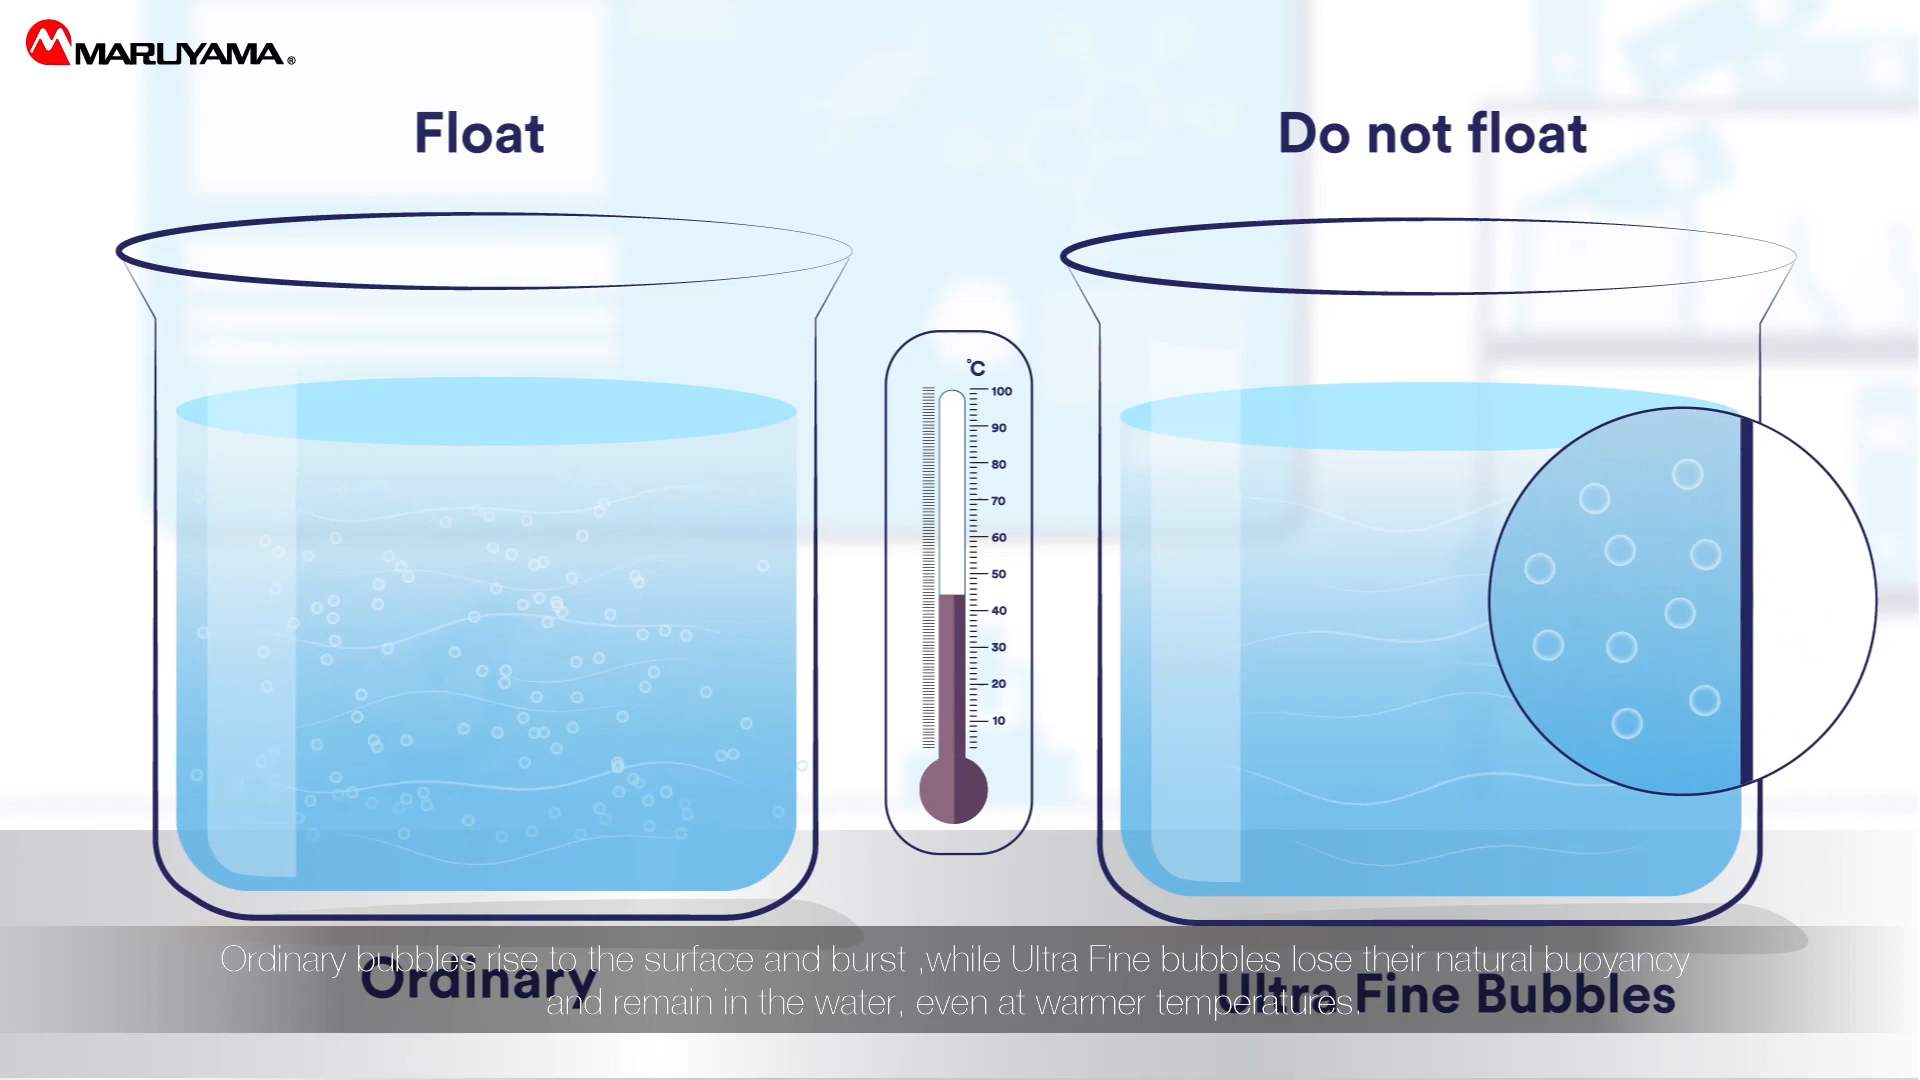 MARUYAMA®
Float
Do not float
°C
100
90
80
70
60
50
40
30
20
10
Ordinary
Ultra Fine Bubbles
Ordinary bubbles rise to the surface and burst ,while Ultra Fine bubbles lose their natural buoyancy
and remain in the water, even at warmer temperatures.